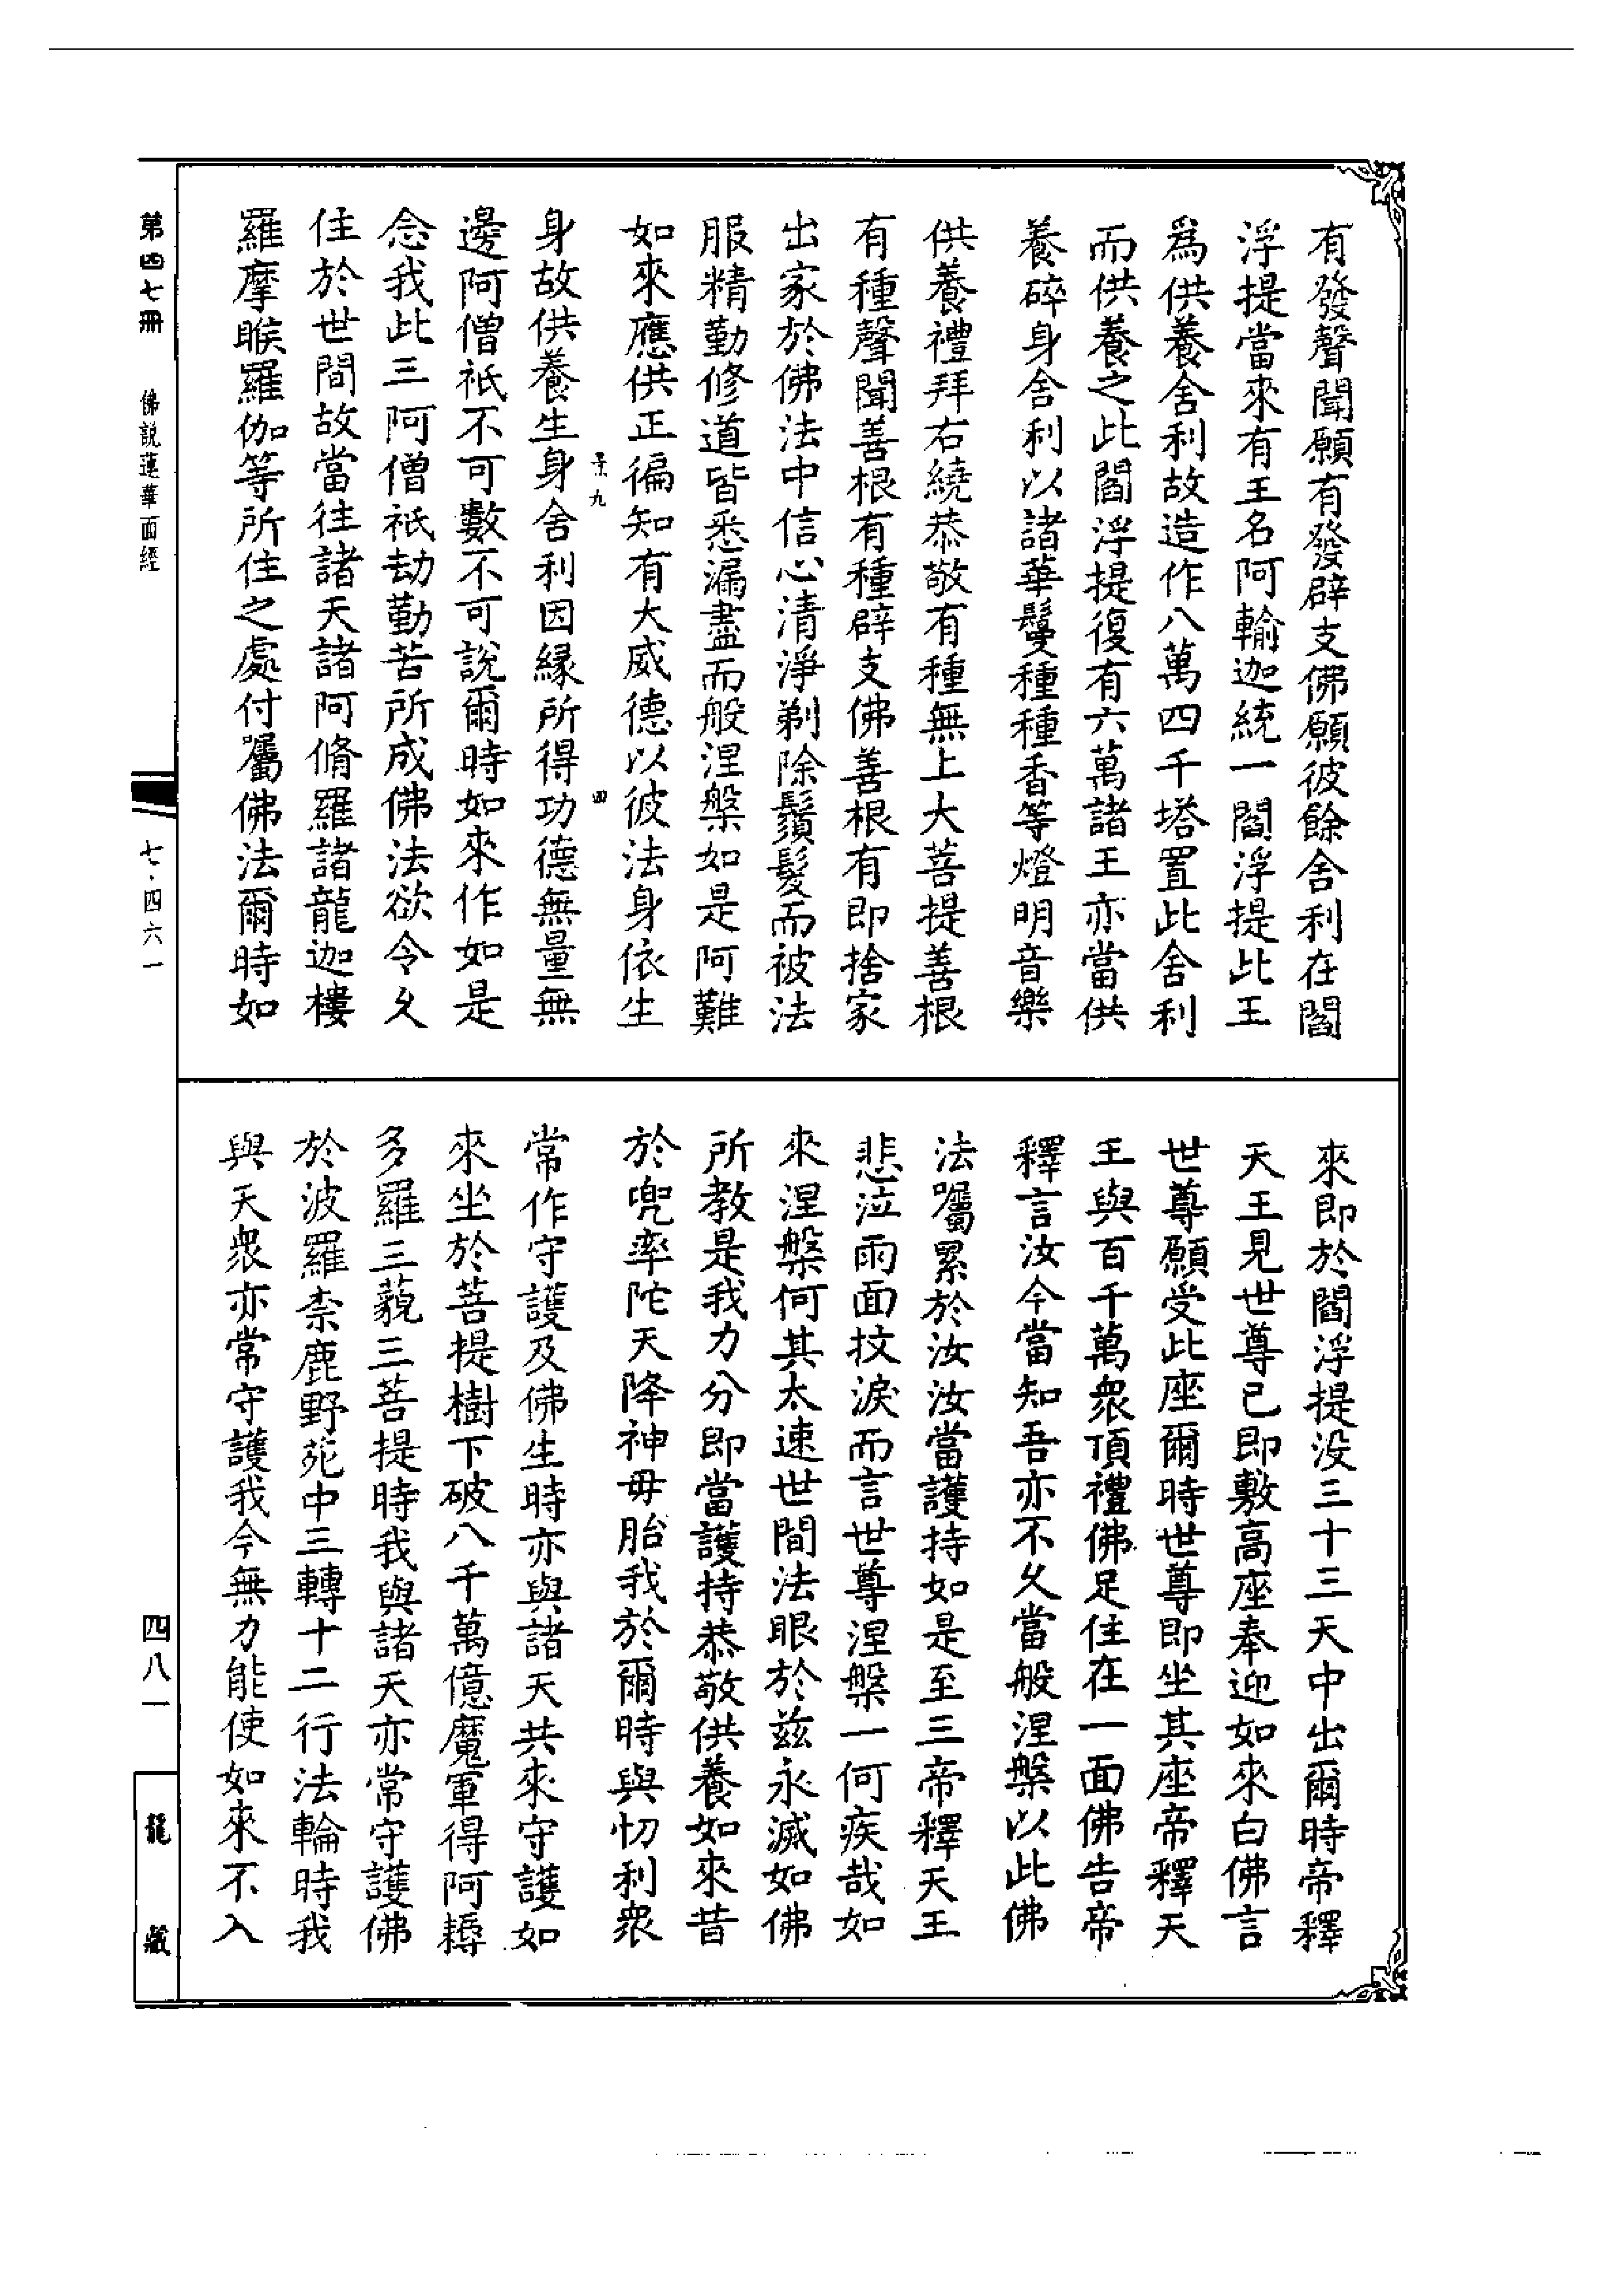 有發聲聞願有發辟支佛願彼餘舍利在閻
浮提當來有王名阿輸迦統一閻浮提此王
爲供養舍利故造作八萬四千塔置此舍利
而供養之此閻浮提復有六萬諸王亦當供
養碎身舍利以諸華鬘種種香等燈明音樂
供養禮拜右繞恭敬有種無上大菩提善根
有種聲聞善根有種辟支佛善根有即捨家
出家於佛法中信心清淨剃除鬚髮而被法
服精勤修道皆悉漏盡而般涅槃如是阿難
如來應供正徧知有大威德以彼法身依生
景九 四
身故供養生身舍利因緣所得功德無量無
邊阿僧祇不可數不可說爾時如來作如是
念我此三阿僧祇劫勤苦所成佛法欲令久
住於世間故當往諸天諸阿脩羅諸龍迦樓
羅摩睺羅伽等所住之處付囑佛法爾時如
來即於閻浮提没三十三天中出爾時帝釋
天王見世尊已即敷高座奉迎如來白佛言
世尊願受此座爾時世尊即坐其座帝釋天
王與百千萬衆頂禮佛足住在一面佛告帝
釋言汝今當知吾亦不久當般涅槃以此佛
法囑累於汝汝當護持如是至三帝釋天王
悲泣雨面抆淚而言世尊涅槃一何疾哉如
來涅槃何其太速世間法眼於兹永滅如佛
所教是我力分即當護持恭敬供養如來昔
於兜率陀天降神毋胎我於爾時與忉利衆
常作守護及佛生時亦與諸天共來守護如
來坐於菩提樹下破八千萬億魔軍得阿耨
多羅三藐三菩提時我與諸天亦常守護佛
於波羅柰鹿野苑中三轉十二行法輪時我
與天衆亦常守護我今無力能使如來不入
第四七冊 佛説蓮華面經
七·四六一
四八一
龍藏